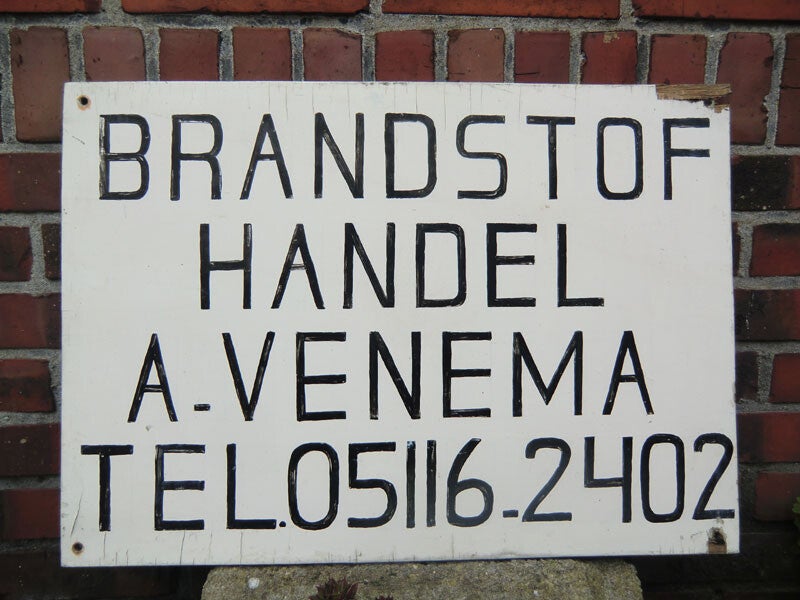 BRANDSTOF
HANDEL
A-VENEMA
TEL.05116-2402